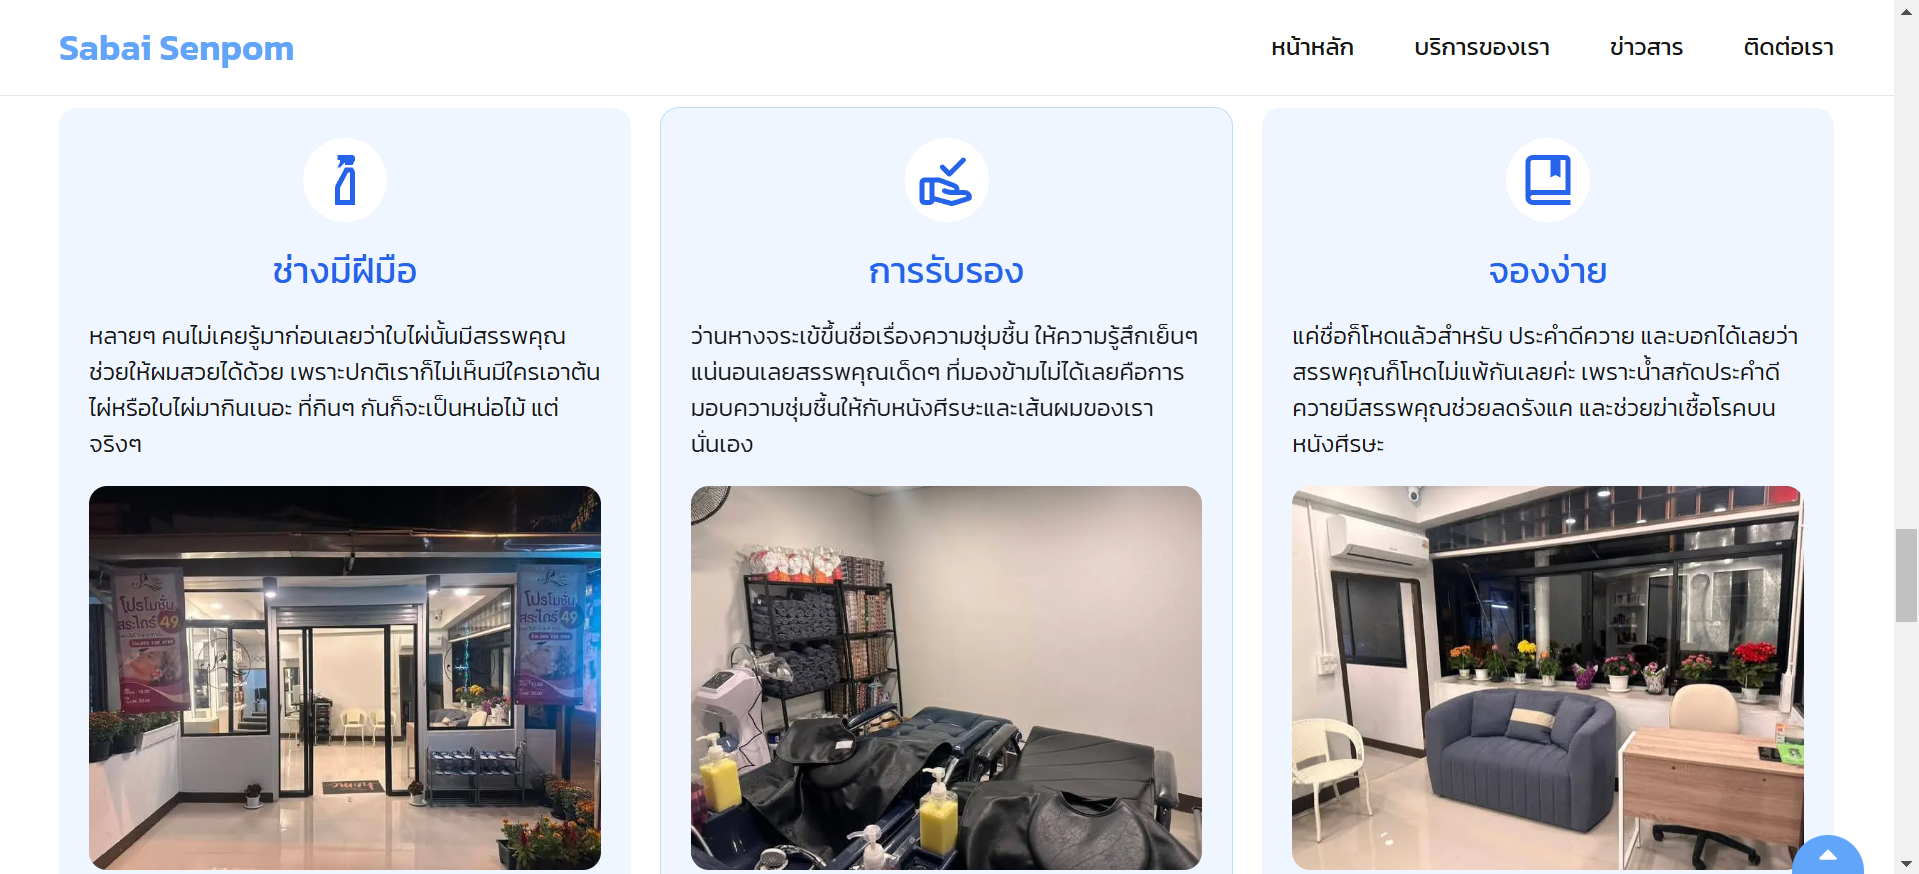 Sabai Senpom
หน้าหลัก
บริการของเรา
ข่าวสาร
ติดต่อเรา
ช่างมีฝีมือ
หลายๆ คนไม่เคยรู้มาก่อนเลยว่าใบไผ่นั้นมีสรรพคุณ
ช่วยให้ผมสวยได้ด้วย เพราะปกติเราก็ไม่เห็นมีใครเอาต้น
ไผ่หรือใบไผ่มากินเนอะ ที่กินๆ กันก็จะเป็นหน่อไม้ แต่
จริงๆ
การรับรอง
ว่านหางจระเข้ขึ้นชื่อเรื่องความชุ่มชื้น ให้ความรู้สึกเย็นๆ
แน่นอนเลยสรรพคุณเด็ดๆ ที่มองข้ามไม่ได้เลยคือการ
มอบความชุ่มชื้นให้กับหนังศีรษะและเส้นผมของเรา
นั่นเอง
จองง่าย
แค่ชื่อก็โหดแล้วสำหรับ ประคำดีควาย และบอกได้เลยว่า
สรรพคุณก็โหดไม่แพ้กันเลยค่ะ เพราะน้ำสกัดประคำดี
ควายมีสรรพคุณช่วยลดรังแค และช่วยฆ่าเชื้อโรคบน
หนังศีรษะ
โปรโมชั่น
สระไดร์ 49
โปรโมชั่น
สระไดร์ 49
home